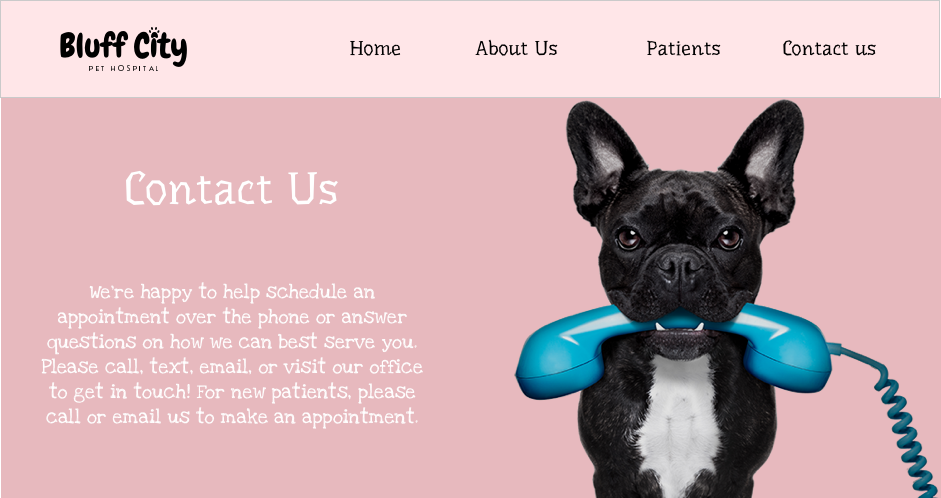 Bluff City
PET HOSPITAL
Home
About Us
Patients
Contact us
Contact Us
We're happy to help schedule an
appointment over the phone or answer
questions on how we can best serve you.
Please call, text, email, or visit our office
to get in touch! For new patients, please
call or email us to make an appointment.